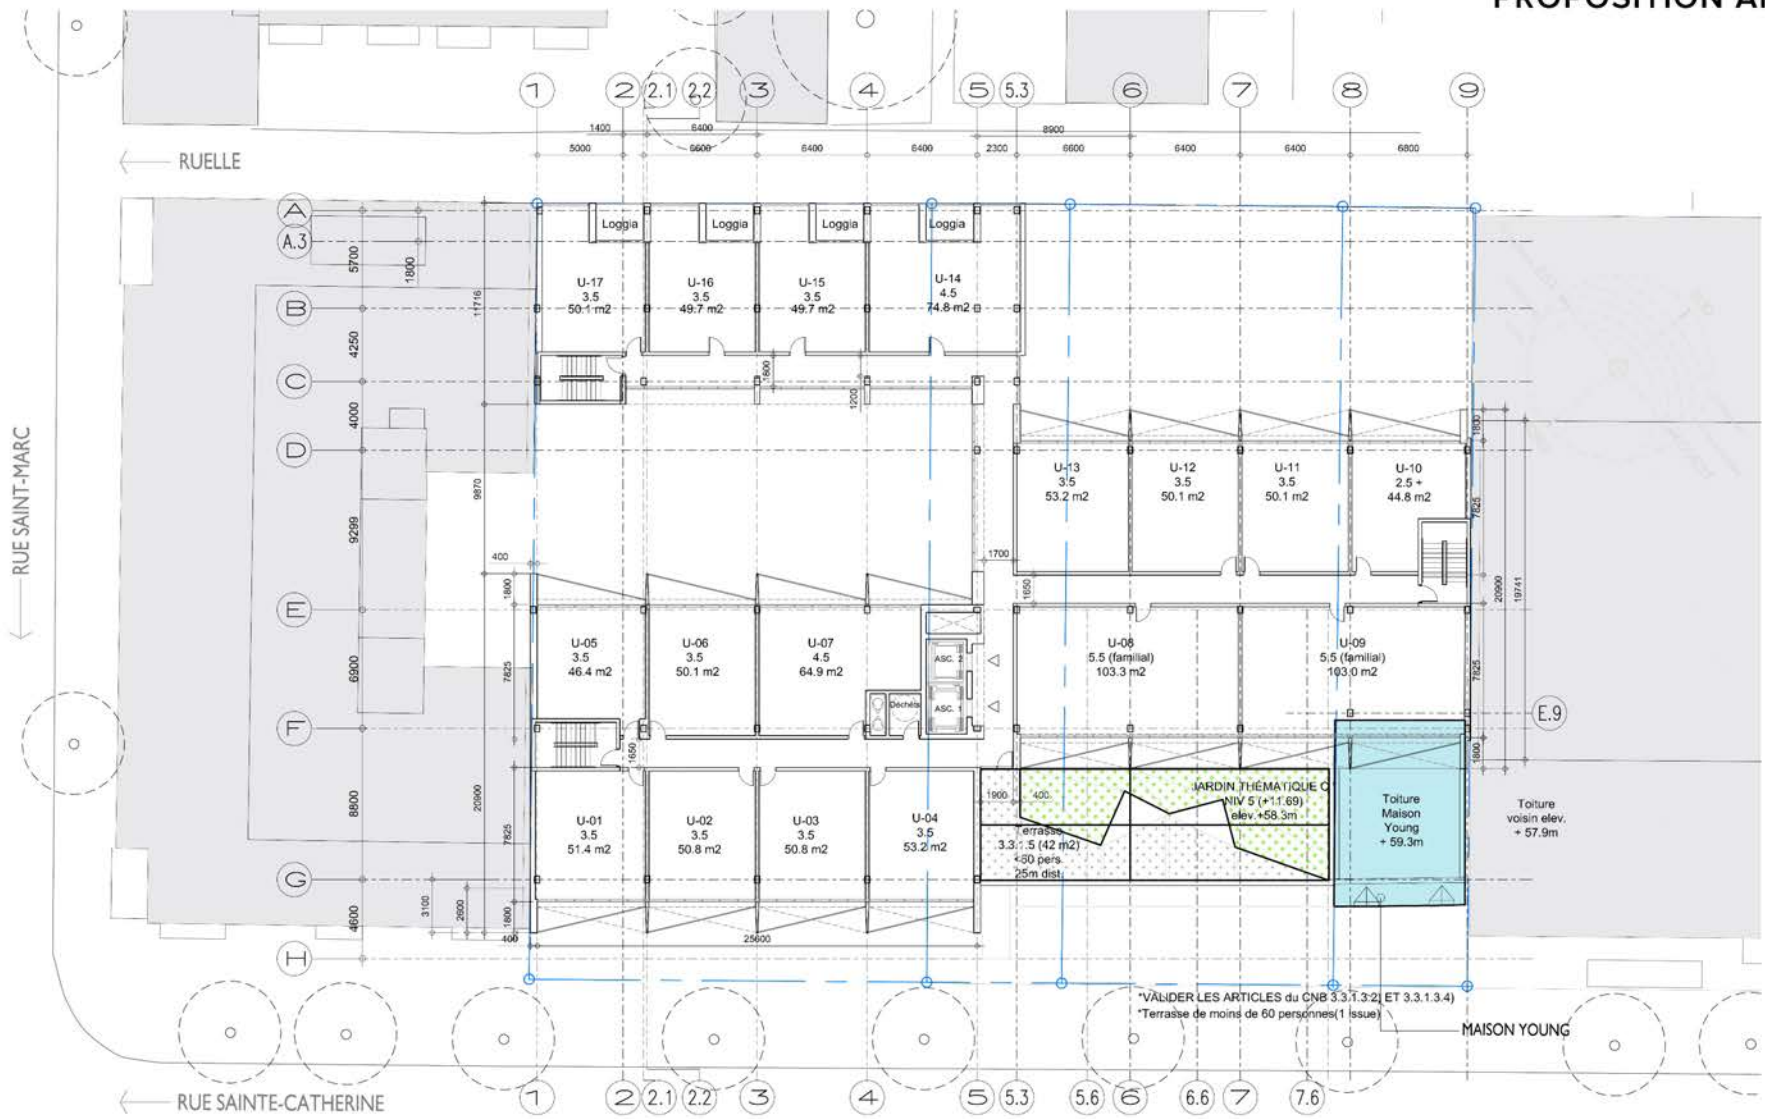 PROPOSITION
1 2 2.1 2.2 3 4 5 5.3 6 7 8 9
1400 6400 8900
5000 6600 6400 6400 2300 6600 6400 6400 6800
RUELLE
A
A.3
B
C
D
E
F
G
H
5700
1800
4250
4000
9299
6900
8800
4600
11716
9870
20900
3100
2600
RUE SAINT-MARC
Loggia Loggia Loggia Loggia
U-17
3.5
50.1 m2
U-16
3.5
49.7 m2
U-15
3.5
49.7 m2
U-14
4.5
74.8 m2
1800
1200
U-13
3.5
53.2 m2
U-12
3.5
50.1 m2
U-11
3.5
50.1 m2
U-10
2.5 +
44.8 m2
1800
7825
20900
19741
400
1700
1800
1650
U-05
3.5
46.4 m2
U-06
3.5
50.1 m2
U-07
4.5
64.9 m2
ASC. 2
ASC. 1
Déchets
U-08
5.5 (familial)
103.3 m2
U-09
5.5 (familial)
103.0 m2
7825
7825
E.9
1650
1800
U-01
3.5
51.4 m2
U-02
3.5
50.8 m2
U-03
3.5
50.8 m2
U-04
3.5
53.2 m2
7825
1800
400
25600
1900 400
JARDIN THÉMATIQUE
NIV 5 (+11.69)
elev.+58.3m
Terrasse
3.3.1.5 (42 m2)
<60 pers
25m dist
Toiture
Maison
Young
+ 59.3m
Toiture
voisin elev.
+ 57.9m
*VALIDER LES ARTICLES du CNB 3.3.1.3.2) ET 3.3.1.3.4)
*Terrasse de moins de 60 personnes(1 issue)
MAISON YOUNG
RUE SAINTE-CATHERINE
1 2 2.1 2.2 3 4 5 5.3 5.6 6 6.6 7 7.6